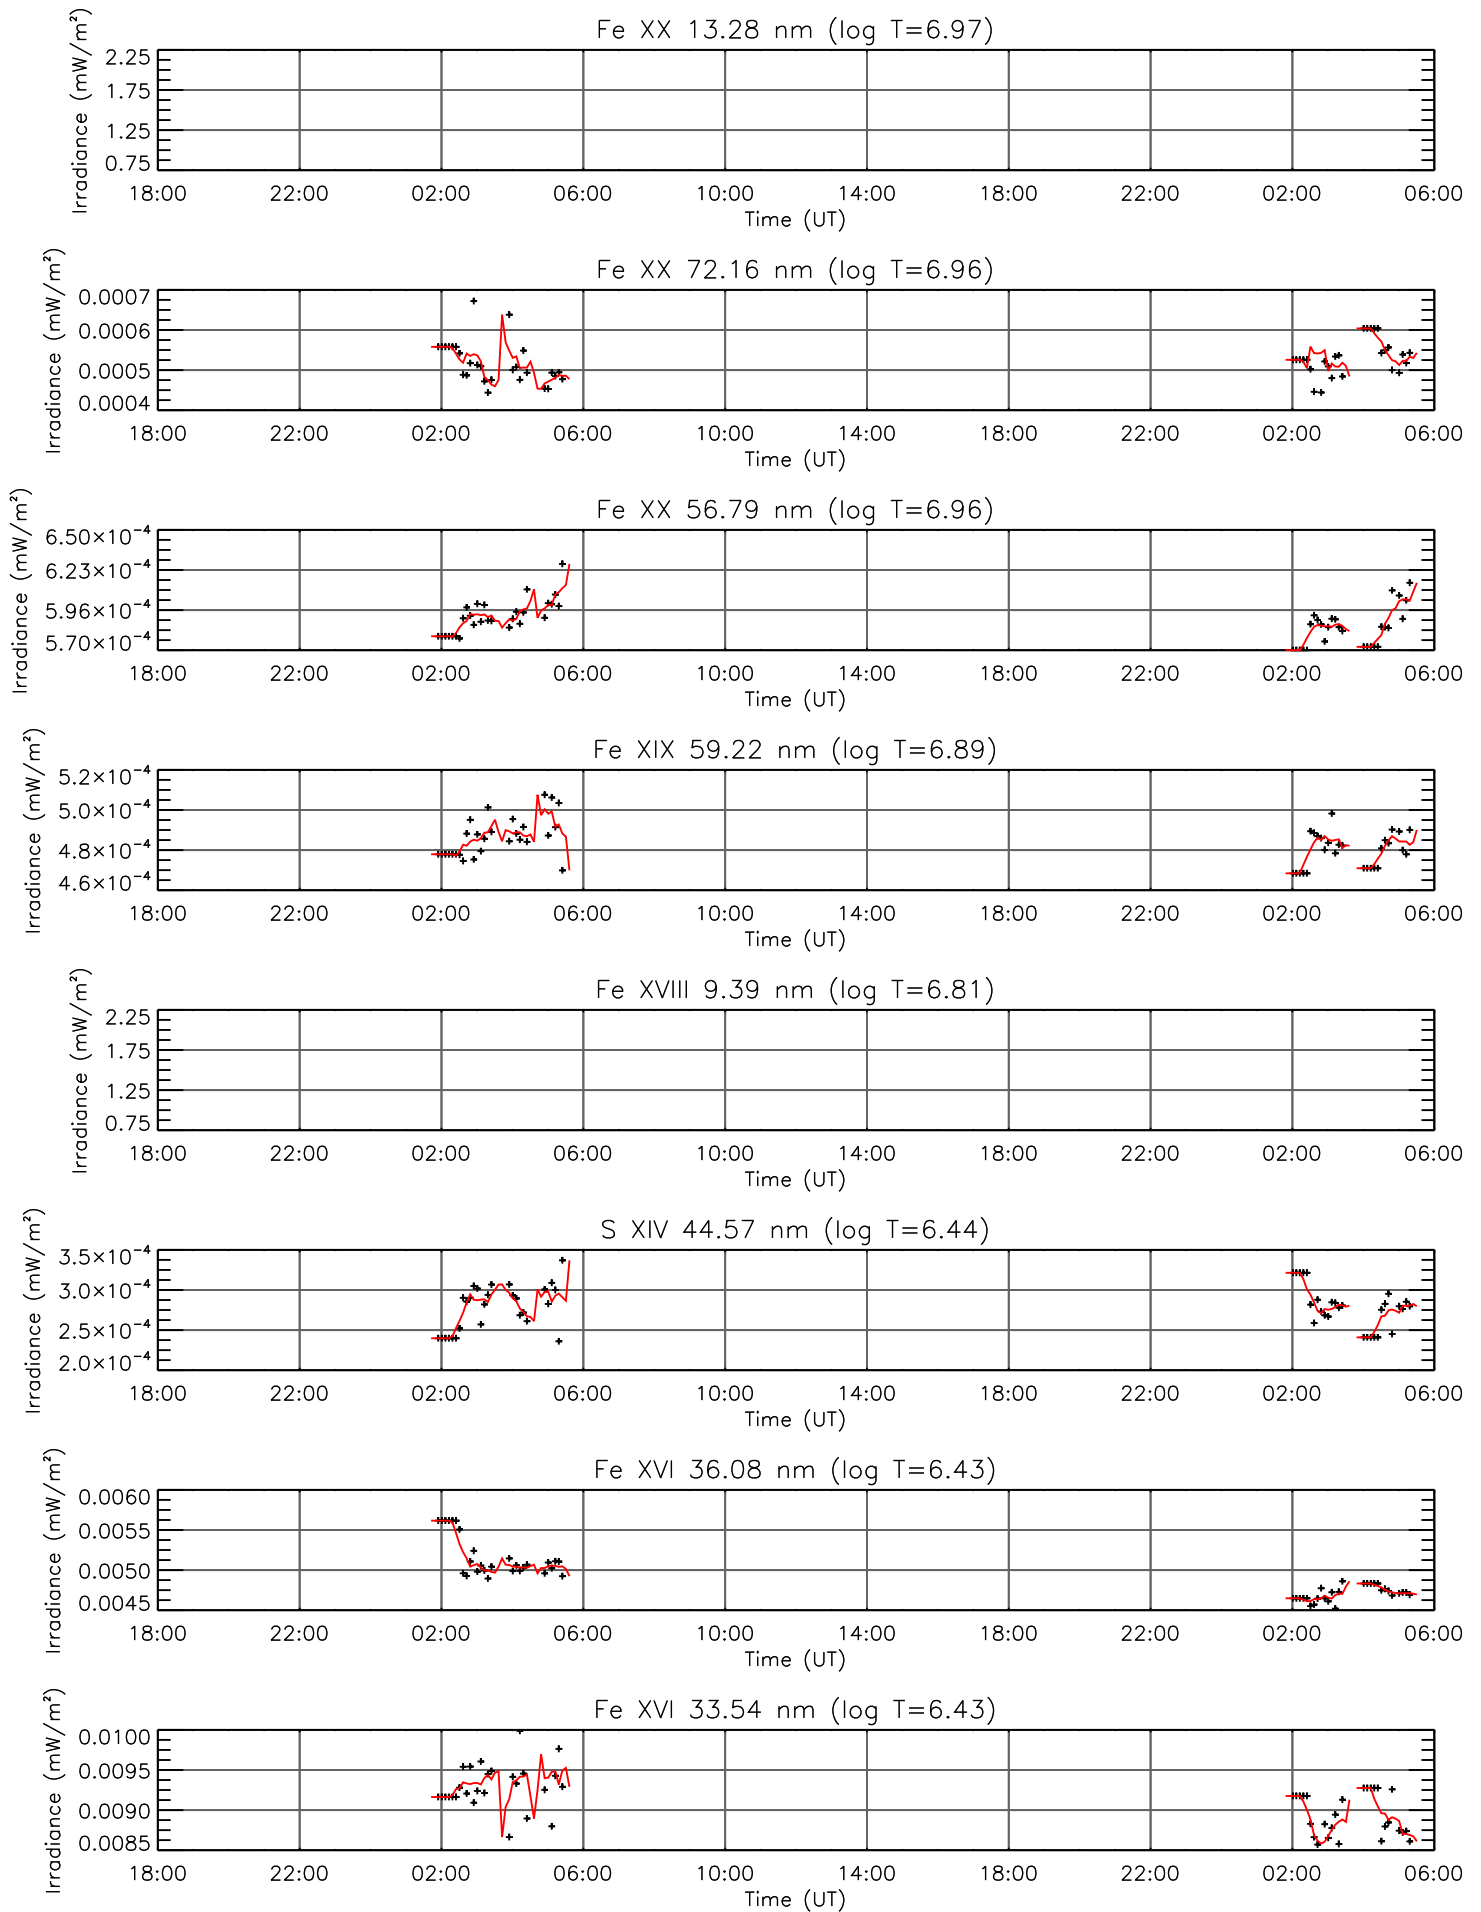 Fe XX 13.28 nm (log T=6.97)
Irradiance (mW/m²)
2.25
1.75
1.25
0.75
18:00 22:00 02:00 06:00 10:00 14:00 18:00 22:00 02:00 06:00
Time (UT)
Fe XX 72.16 nm (log T=6.96)
Irradiance (mW/m²)
0.0007
0.0006
0.0005
0.0004
18:00 22:00 02:00 06:00 10:00 14:00 18:00 22:00 02:00 06:00
Time (UT)
Fe XX 56.79 nm (log T=6.96)
Irradiance (mW/m²)
6.50×10⁻⁴
6.23×10⁻⁴
5.96×10⁻⁴
5.70×10⁻⁴
18:00 22:00 02:00 06:00 10:00 14:00 18:00 22:00 02:00 06:00
Time (UT)
Fe XIX 59.22 nm (log T=6.89)
Irradiance (mW/m²)
5.2×10⁻⁴
5.0×10⁻⁴
4.8×10⁻⁴
4.6×10⁻⁴
18:00 22:00 02:00 06:00 10:00 14:00 18:00 22:00 02:00 06:00
Time (UT)
Fe XVIII 9.39 nm (log T=6.81)
Irradiance (mW/m²)
2.25
1.75
1.25
0.75
18:00 22:00 02:00 06:00 10:00 14:00 18:00 22:00 02:00 06:00
Time (UT)
S XIV 44.57 nm (log T=6.44)
Irradiance (mW/m²)
3.5×10⁻⁴
3.0×10⁻⁴
2.5×10⁻⁴
2.0×10⁻⁴
18:00 22:00 02:00 06:00 10:00 14:00 18:00 22:00 02:00 06:00
Time (UT)
Fe XVI 36.08 nm (log T=6.43)
Irradiance (mW/m²)
0.0060
0.0055
0.0050
0.0045
18:00 22:00 02:00 06:00 10:00 14:00 18:00 22:00 02:00 06:00
Time (UT)
Fe XVI 33.54 nm (log T=6.43)
Irradiance (mW/m²)
0.0100
0.0095
0.0090
0.0085
18:00 22:00 02:00 06:00 10:00 14:00 18:00 22:00 02:00 06:00
Time (UT)